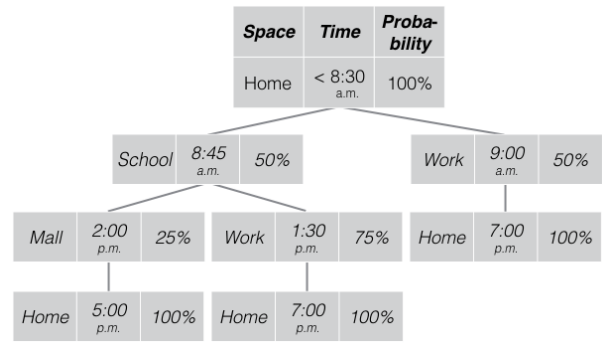 Space Time Proba-
bility
Home < 8:30
a.m. 100%
School 8:45
a.m. 50%
Work 9:00
a.m. 50%
Mall 2:00
p.m. 25%
Work 1:30
p.m. 75%
Home 7:00
p.m. 100%
Home 5:00
p.m. 100%
Home 7:00
p.m. 100%